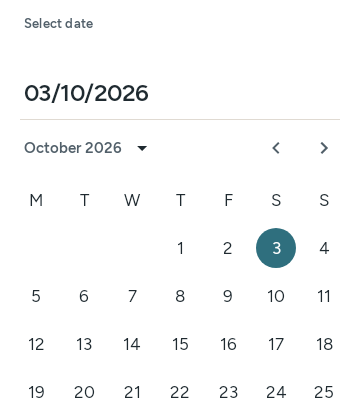 Select date
03/10/2026
October 2026
M T W T F S S
1 2 3 4
5 6 7 8 9 10 11
12 13 14 15 16 17 18
19 20 21 22 23 24 25